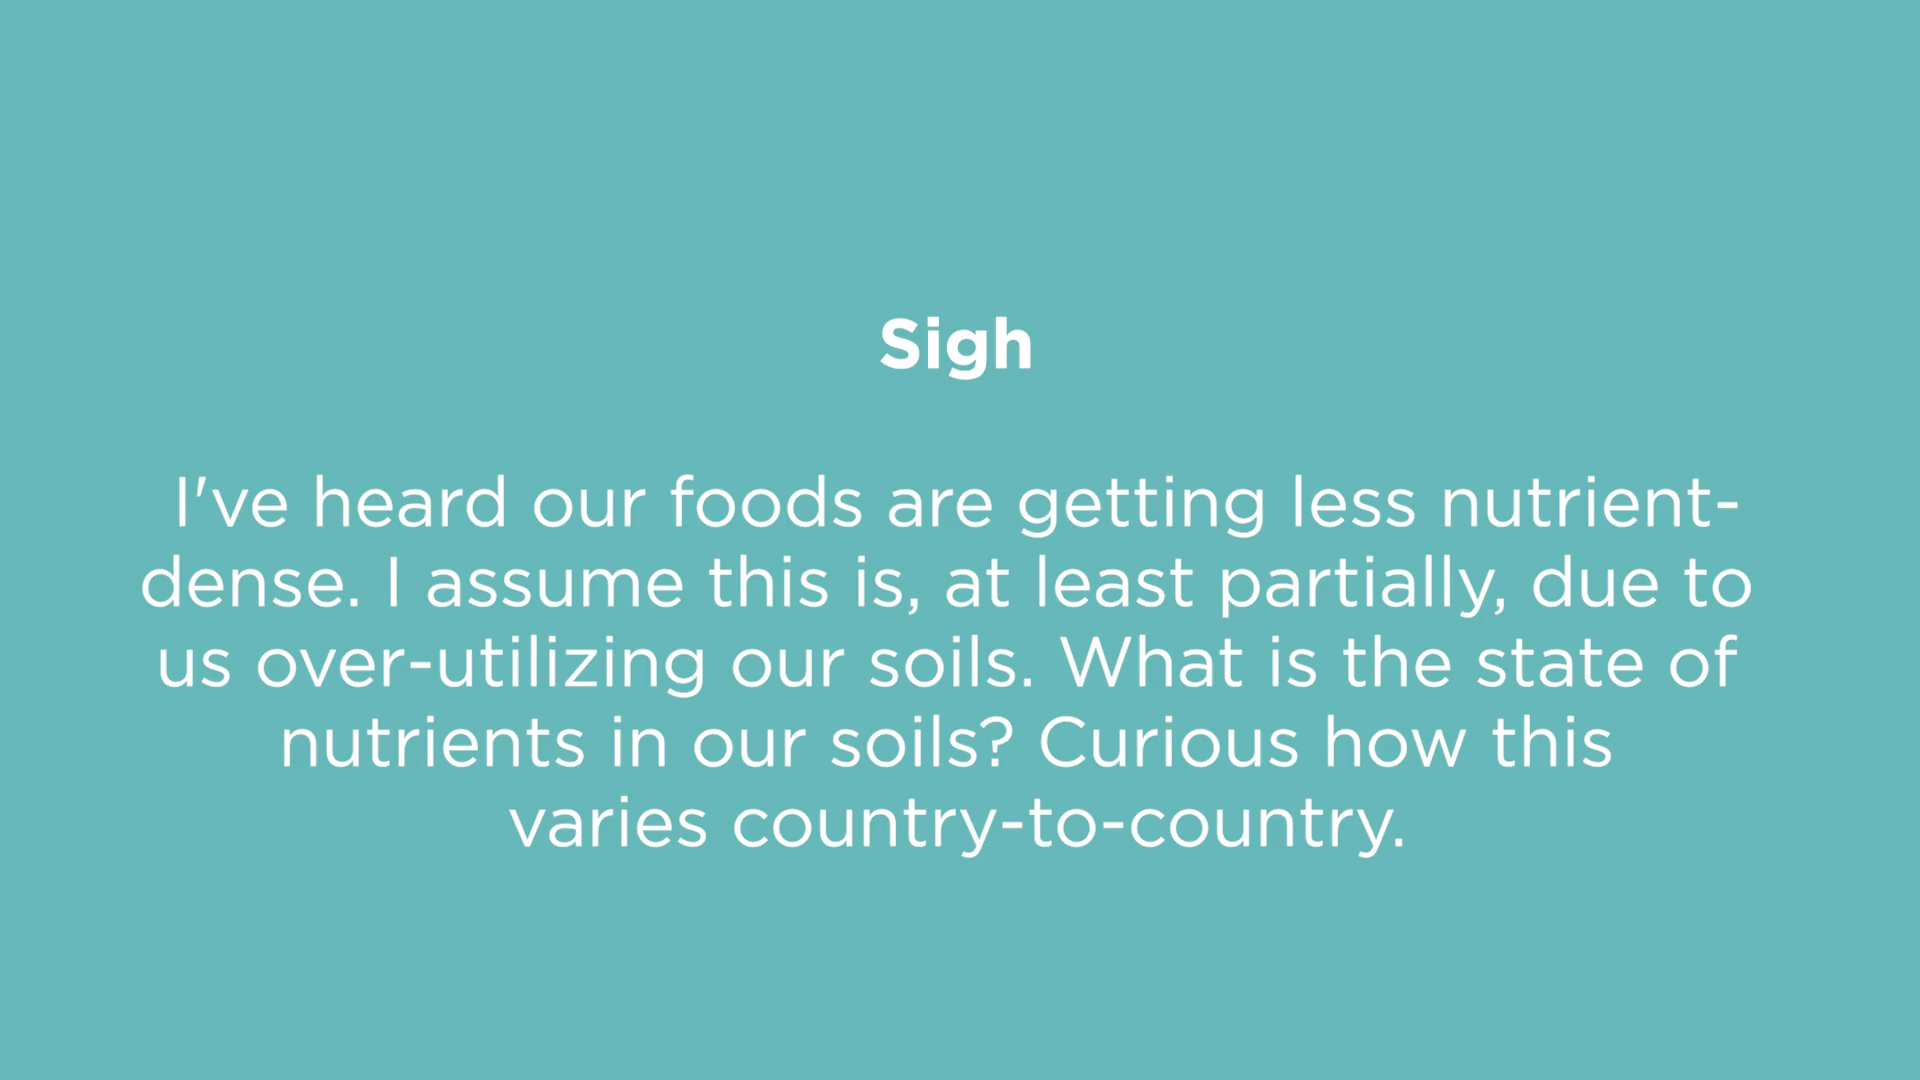 Sigh
I've heard our foods are getting less nutrient-
dense. I assume this is, at least partially, due to
us over-utilizing our soils. What is the state of
nutrients in our soils? Curious how this
varies country-to-country.